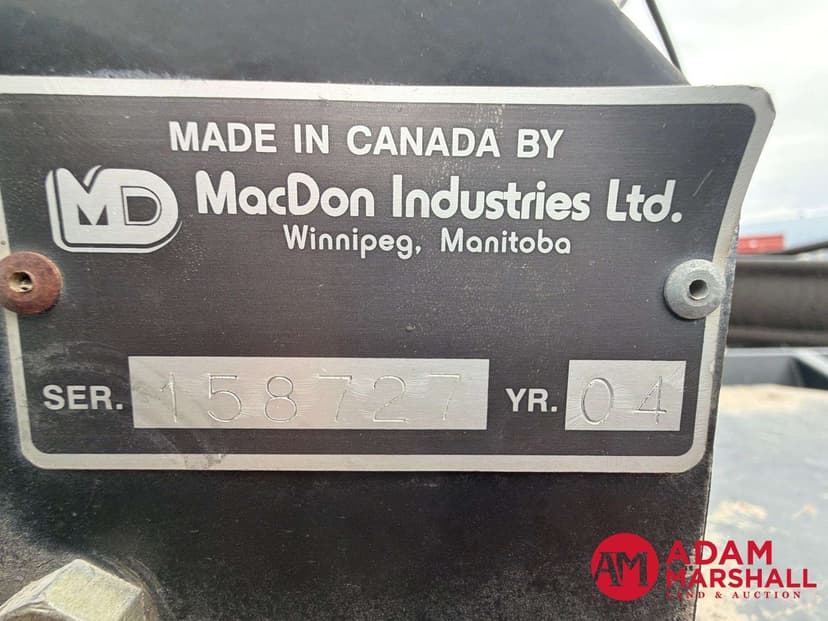 MADE IN CANADA BY
MD MacDon Industries Ltd.
Winnipeg, Manitoba
SER. 158727 YR. 04
AM ADAM
MARSHALL
LAND & AUCTION